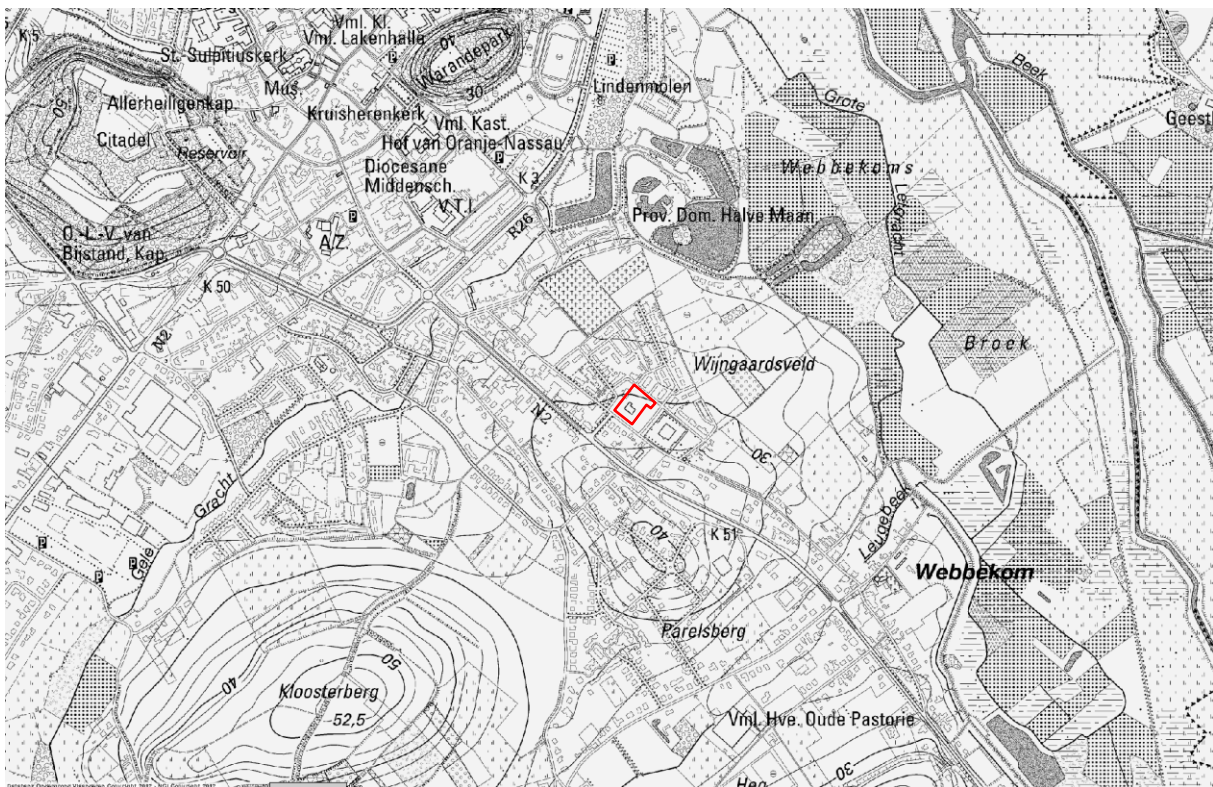 K 5
Vml. Kl.
Vml. Lakenhalle
St. Sulpitiuskerk
Mus.
40
Warandepark
30
P
P
Lindenmolen
Grote
Beek
Geest
50
Allerheiligenkap.
Citadel
Reservoir
Kruisherenkerk
Vml. Kast.
Hof van Oranje-Nassau
P
Diocesane
Middensch.
V.T.I.
K 3
R26
P
A/Z.
Webbekoms
Leigracht
Prov. Dom. Halve Maan
O.-L.-V. van
Bijstand, Kap.
K 50
N2
Broek
Wijngaardsveld
N2
30
Gele Gracht
P
P
P
40
K 51
Leugebeek
Webbekom
Parelsberg
50
40
Kloosterberg
52,5
Vml. Hve. Oude Pastorie
30